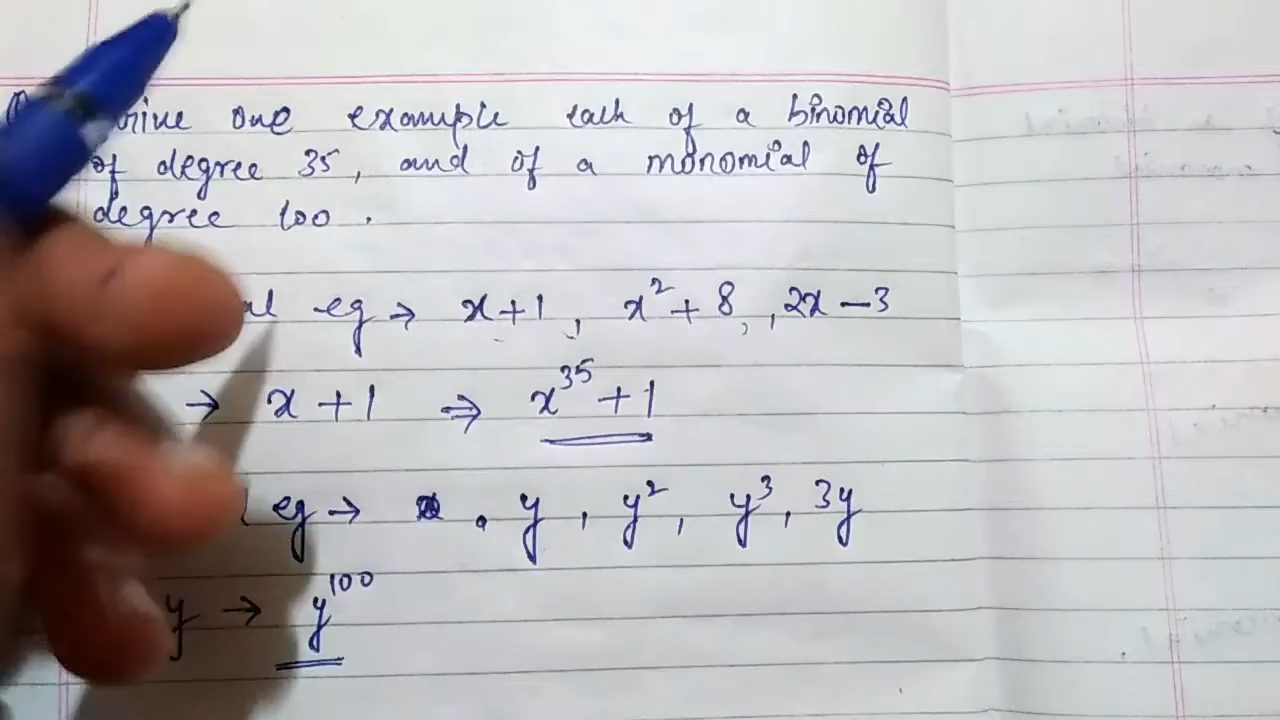 one example each of a binomial
of degree 35, and of a monomial of
degree 100.
eg → x+1, x²+8, ,2x-3
→ x+1 ⇒ x³⁵+1
eg → y, y², y³, 3y
y → y¹⁰⁰